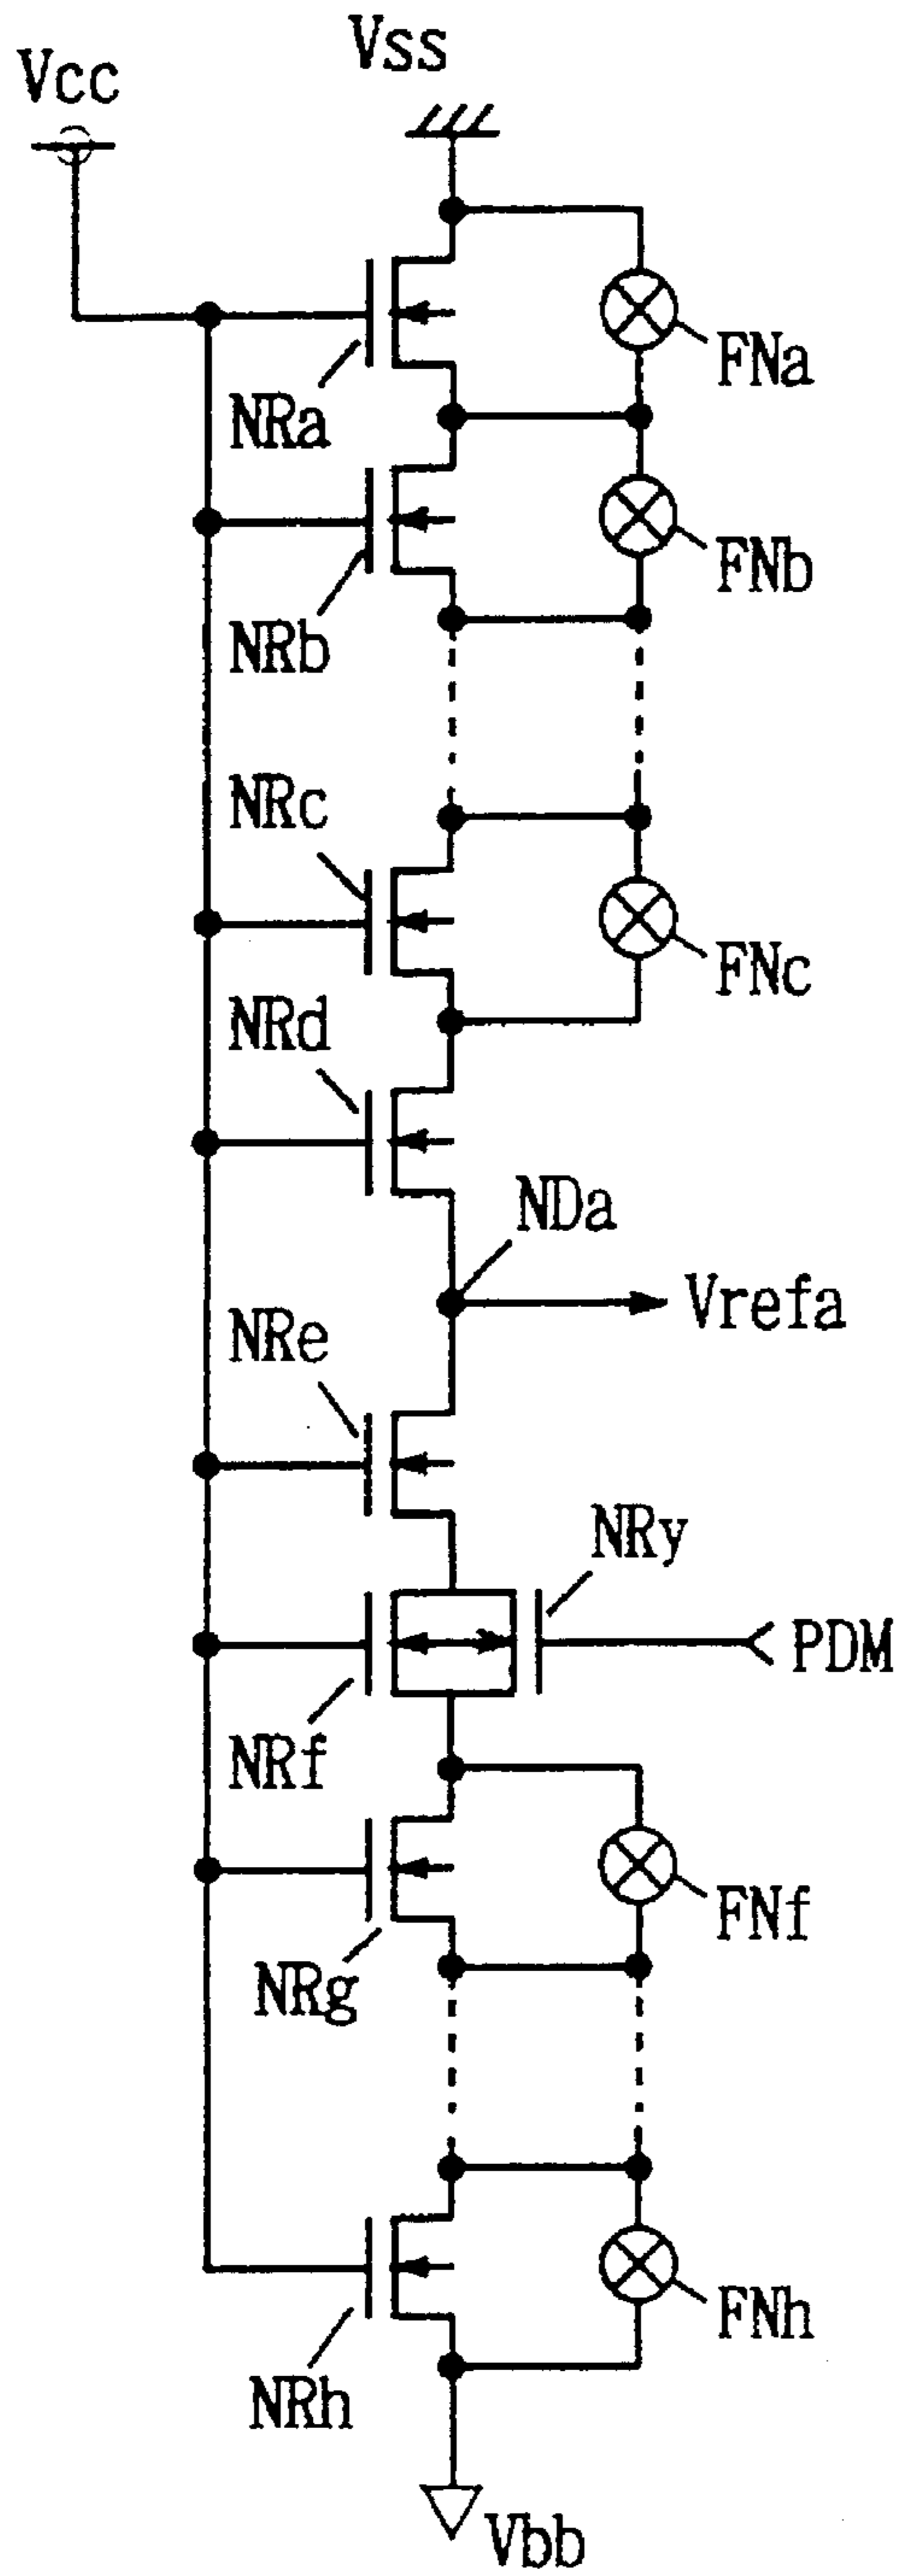 Vss
Vcc
FNa
NRa
FNb
NRb
NRc
FNc
NRd
NDa
Vrefa
NRe
NRy
PDM
NRf
FNf
NRg
FNh
NRh
Vbb